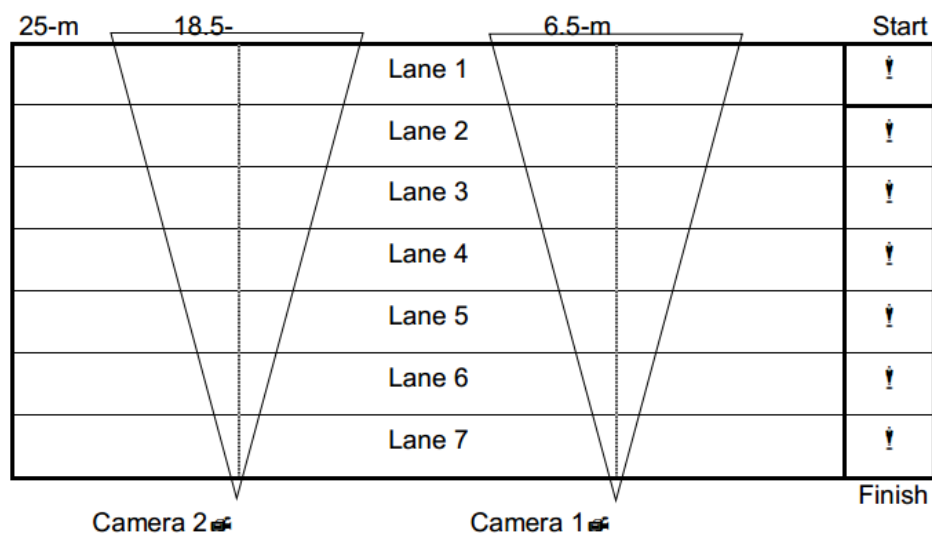 25-m 18.5- 6.5-m Start
Lane 1
Lane 2
Lane 3
Lane 4
Lane 5
Lane 6
Lane 7
Finish
Camera 2 Camera 1